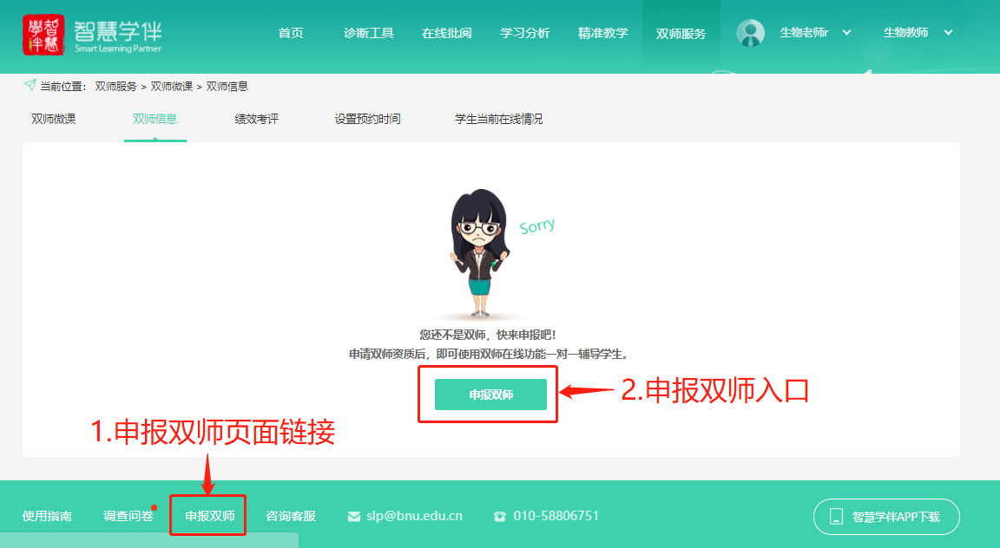 學智伴慧
智慧学伴
Smart Learning Partner
首页 诊断工具 在线批阅 学习分析 精准教学 双师服务 生物老师r 生物教师
当前位置： 双师服务 > 双师微课 > 双师信息
双师微课 双师信息 绩效考评 设置预约时间 学生当前在线情况
Sorry
您还不是双师，快来申报吧！
申请双师资质后，即可使用双师在线功能一对一辅导学生。
申报双师
2.申报双师入口
1.申报双师页面链接
使用指南 调查问卷 申报双师 咨询客服 slp@bnu.edu.cn 010-58806751 智慧学伴APP下载